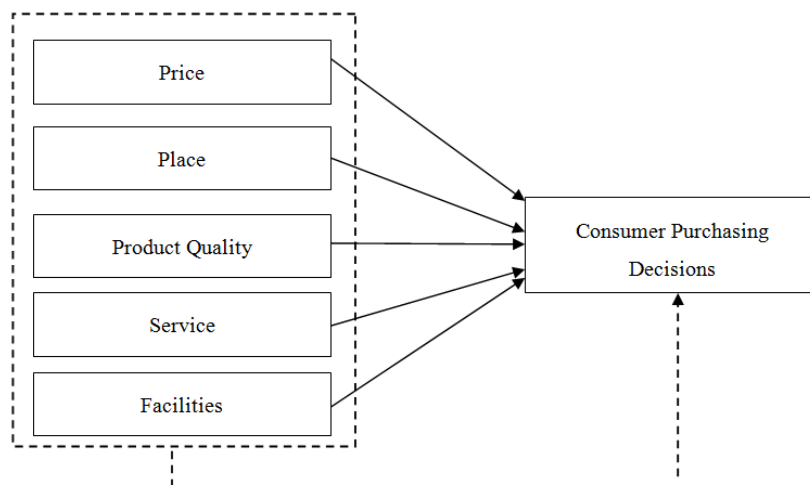 Price
Place
Product Quality
Service
Facilities
Consumer Purchasing
Decisions